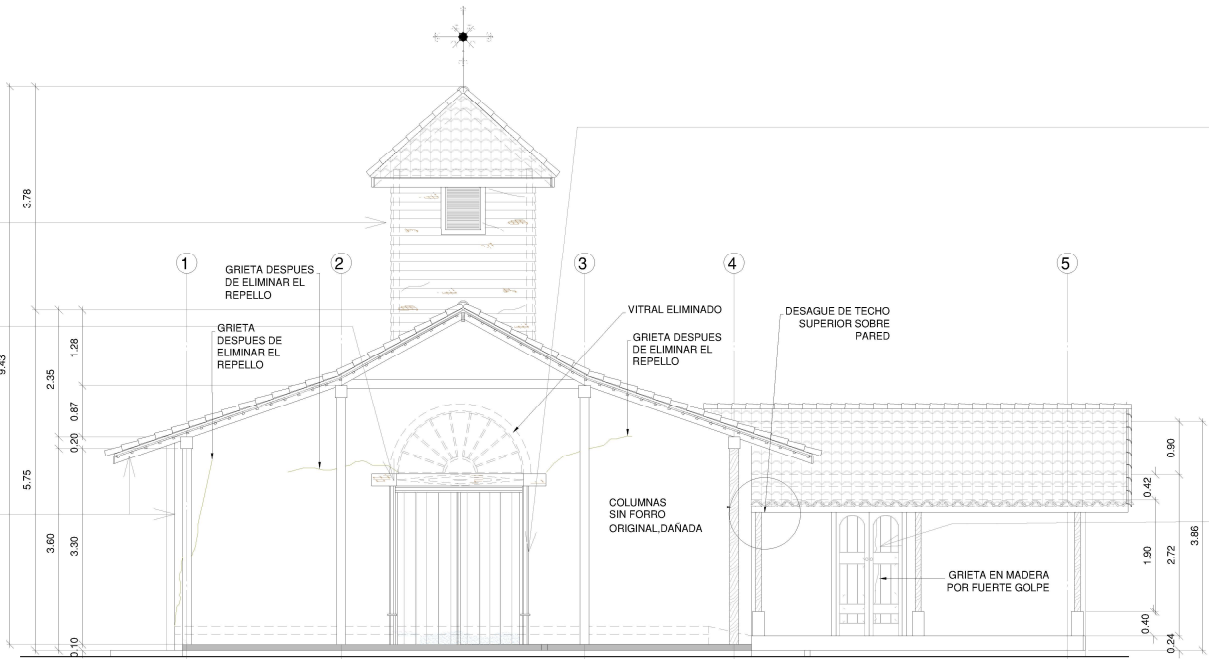 3.78
9.43
5.75
2.35
3.60
1.28
0.87
0.20
3.30
0.10
1
2
3
4
5
GRIETA DESPUES
DE ELIMINAR EL
REPELLO
GRIETA
DESPUES DE
ELIMINAR EL
REPELLO
VITRAL ELIMINADO
GRIETA DESPUES
DE ELIMINAR EL
REPELLO
DESAGUE DE TECHO
SUPERIOR SOBRE
PARED
COLUMNAS
SIN FORRO
ORIGINAL,DAÑADA
GRIETA EN MADERA
POR FUERTE GOLPE
0.90
0.42
1.90
2.72
3.86
0.40
0.24